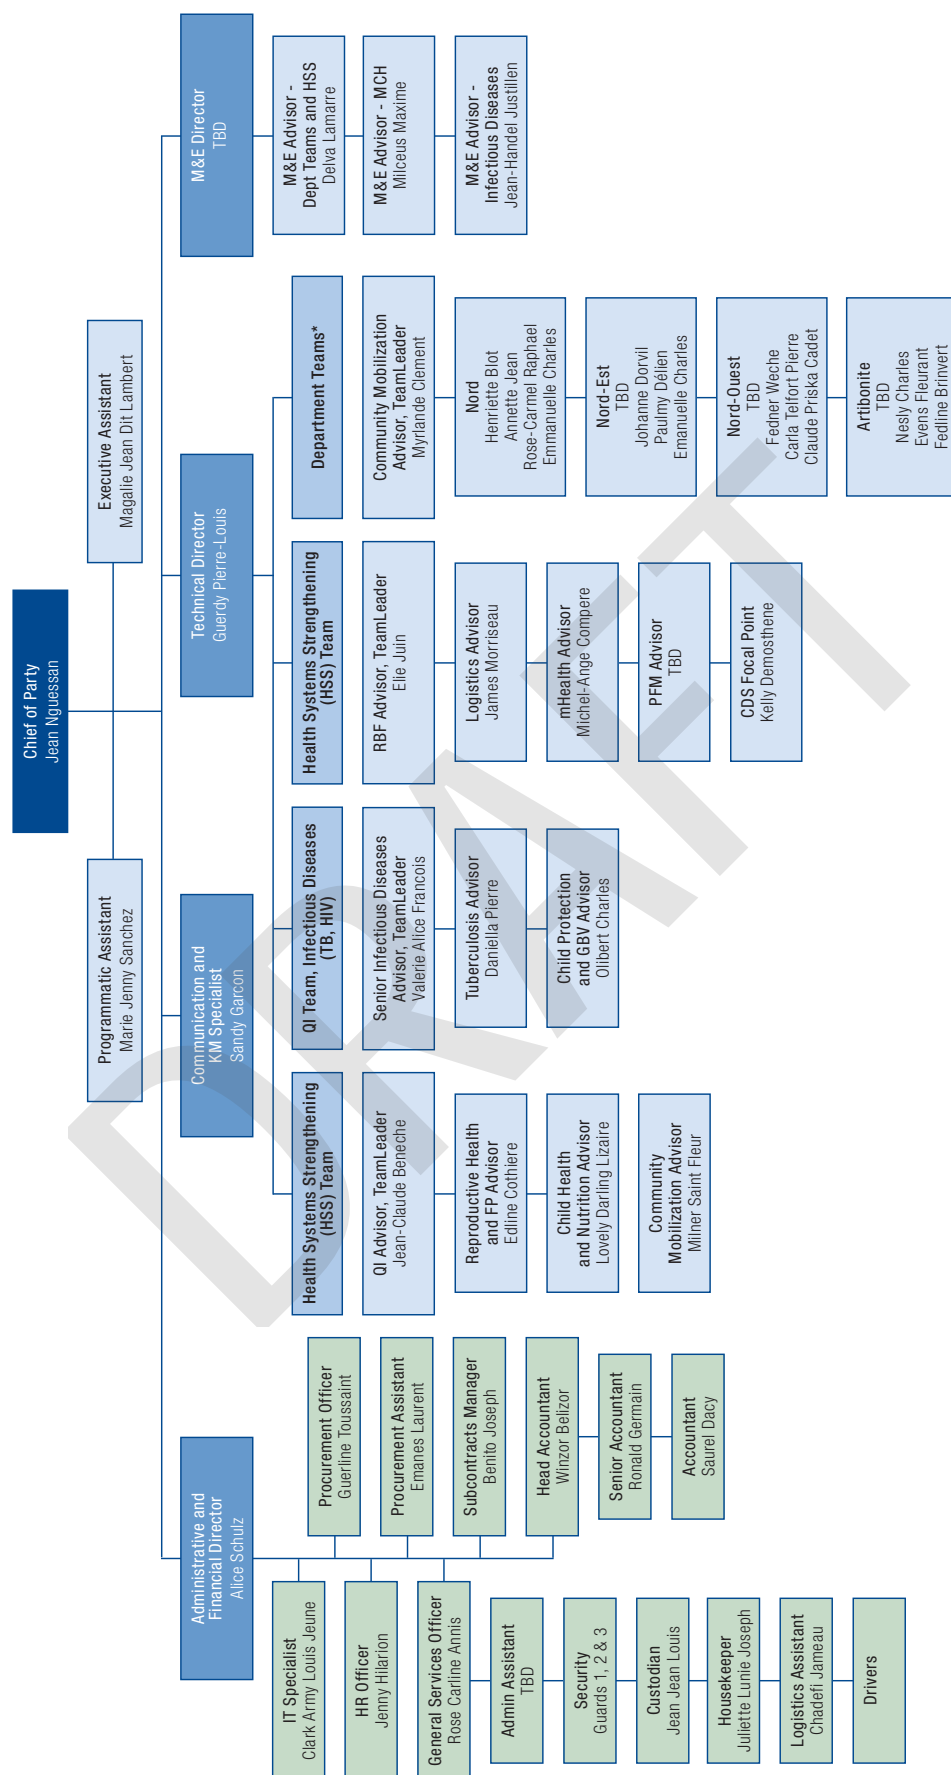 Chief of Party
Jean Nguessan
Programmatic Assistant
Marie Jenny Sanchez
Executive Assistant
Magalie Jean Dit Lambert
Administrative and
Financial Director
Alice Schulz
Communication and
KM Specialist
Sandy Garcon
Technical Director
Guerdy Pierre-Louis
M&E Director
TBD
IT Specialist
Clark Army Louis Jeune
HR Officer
Jenny Hilarion
General Services Officer
Rose Carline Annis
Admin Assistant
TBD
Security
Guards 1, 2 & 3
Custodian
Jean Jean Louis
Housekeeper
Juliette Lunie Joseph
Logistics Assistant
Chadefi Jameau
Drivers
Procurement Officer
Guerline Toussaint
Procurement Assistant
Emanes Laurent
Subcontracts Manager
Benito Joseph
Head Accountant
Winzor Belizor
Senior Accountant
Ronald Germain
Accountant
Saurel Dacy
Health Systems Strengthening
(HSS) Team
QI Advisor, TeamLeader
Jean-Claude Beneche
Reproductive Health
and FP Advisor
Edline Cothiere
Child Health
and Nutrition Advisor
Lovely Darling Lizaire
Community
Mobilization Advisor
Milner Saint Fleur
QI Team, Infectious Diseases
(TB, HIV)
Senior Infectious Diseases
Advisor, TeamLeader
Valerie Alice Francois
Tuberculosis Advisor
Daniella Pierre
Child Protection
and GBV Advisor
Olibert Charles
Health Systems Strengthening
(HSS) Team
RBF Advisor, TeamLeader
Elie Juin
Logistics Advisor
James Morriseau
mHealth Advisor
Michel-Ange Compere
PFM Advisor
TBD
CDS Focal Point
Kelly Demosthene
Department Teams*
Community Mobilization
Advisor, TeamLeader
Myrlande Clement
Nord
Henriette Blot
Annette Jean
Rose-Carmel Raphael
Emmanuelle Charles
Nord-Est
TBD
Johanne Dorvil
Paulmy Délien
Emanuelle Charles
Nord-Ouest
TBD
Fedner Weche
Carla Telfort Pierre
Claude Priska Cadet
Artibonite
TBD
Nesly Charles
Evens Fleurant
Fedline Brinvert
M&E Advisor -
Dept Teams and HSS
Delva Lamarre
M&E Advisor - MCH
Milceus Maxime
M&E Advisor -
Infectious Diseases
Jean-Handel Justillen
DRAFT